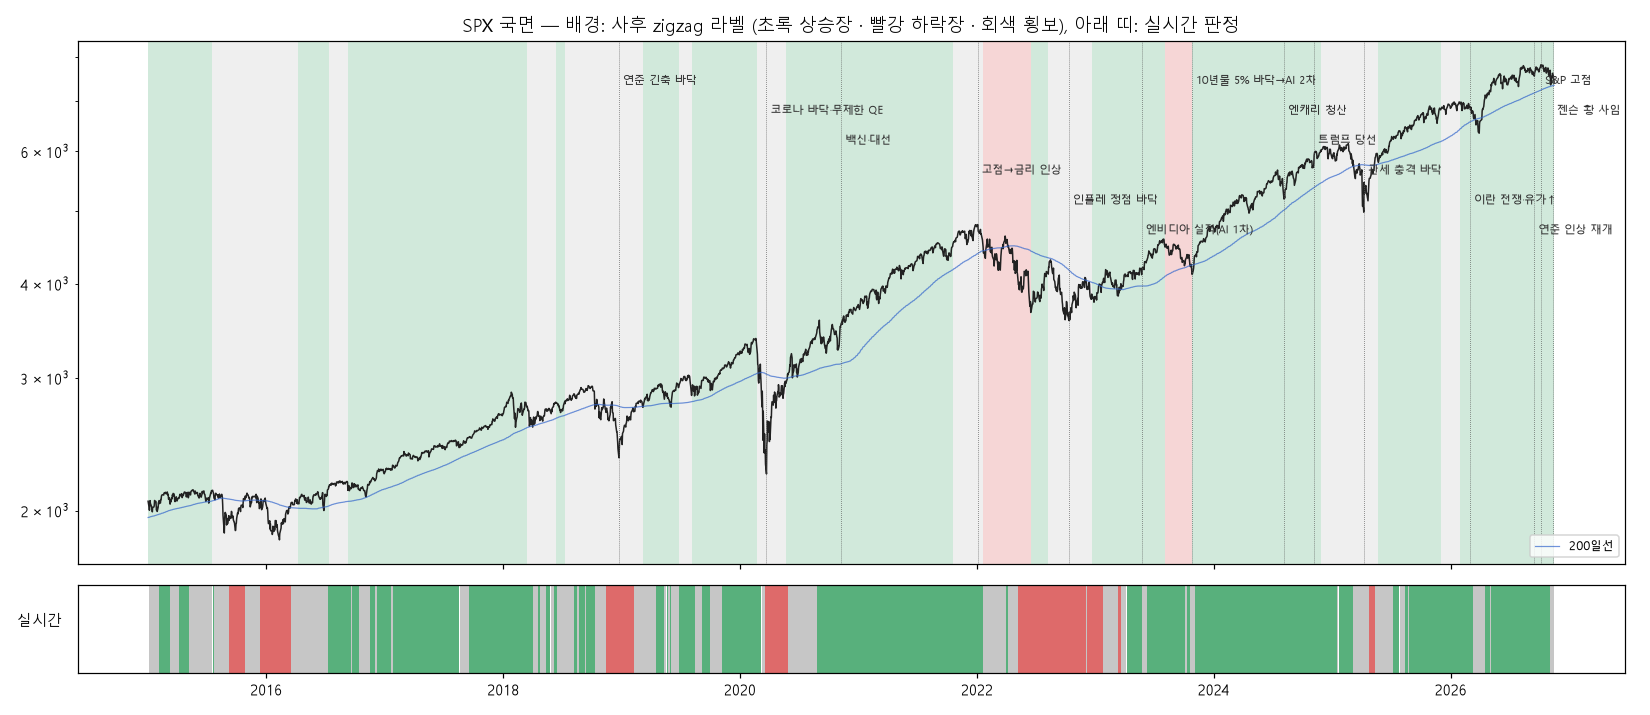 SPX 국면 — 배경: 사후 zigzag 라벨 (초록 상승장 · 빨강 하락장 · 회색 횡보), 아래 띠: 실시간 판정
연준 긴축 바닥
10년물 5% 바닥→AI 2차
S&P 고점
코로나 바닥·무제한 QE
엔캐리 청산
젠슨 황 사임
6 × 10³
백신·대선
트럼프 당선
고점→금리 인상
관세 충격 바닥
인플레 정점 바닥
이란 전쟁·유가↑
엔비디아 실적(AI 1차)
연준 인상 재개
4 × 10³
3 × 10³
2 × 10³
200일선
실시간
2016
2018
2020
2022
2024
2026